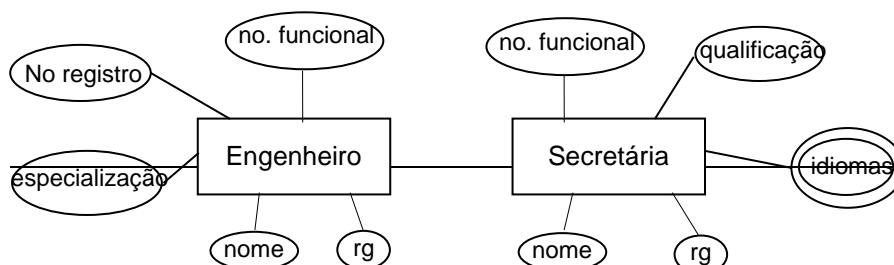 no. funcional
no. funcional
qualificação
No registro
Engenheiro
Secretária
especialização
idiomas
nome
rg
nome
rg